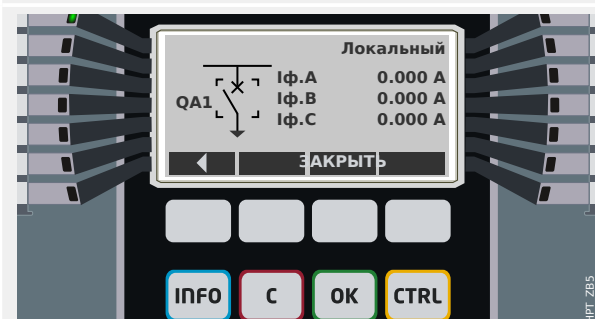 Локальный
QA1
Iф.A 0.000 A
Iф.B 0.000 A
Iф.C 0.000 A
ЗАКРЫТЬ
INFO C OK CTRL
HPT_ZB5